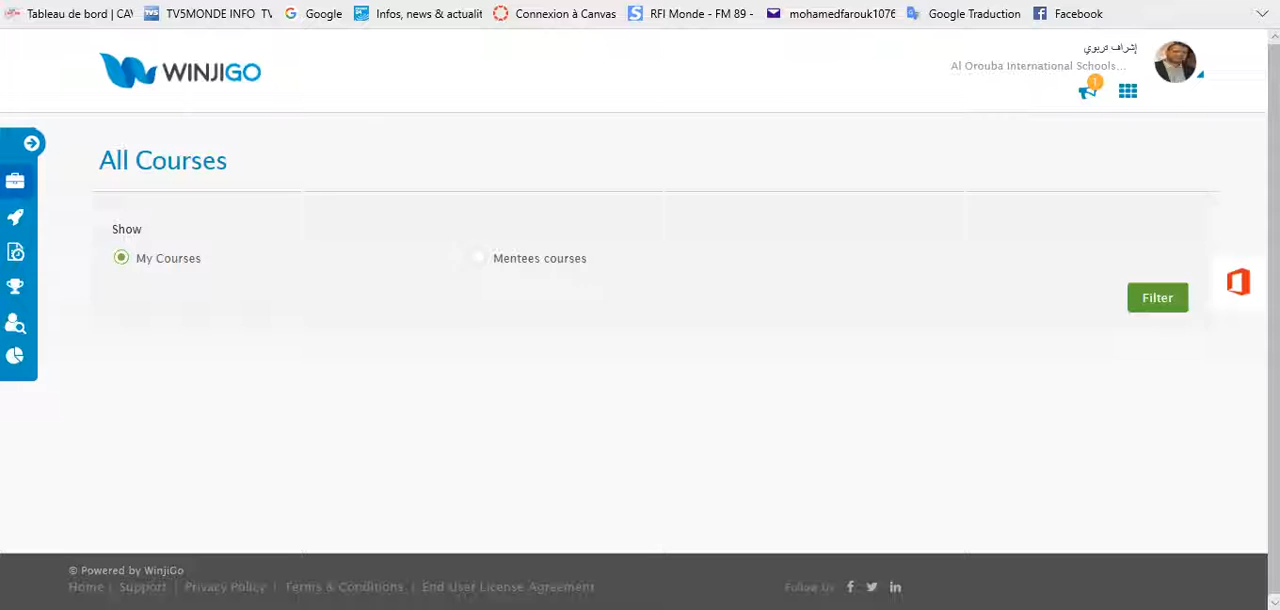 Tableau de bord | CAV TV5MONDE INFO TV Google Infos, news & actualit Connexion à Canvas RFI Monde - FM 89 - mohamedfarouk1076 Google Traduction Facebook
إشراف تربوي
WINJIGO
Al Orouba International Schools...
1
All Courses
Show
My Courses Mentees courses
Filter
© Powered by WinjiGo
Home | Support | Privacy Policy | Terms & Conditions | End User License Agreement Follow Us